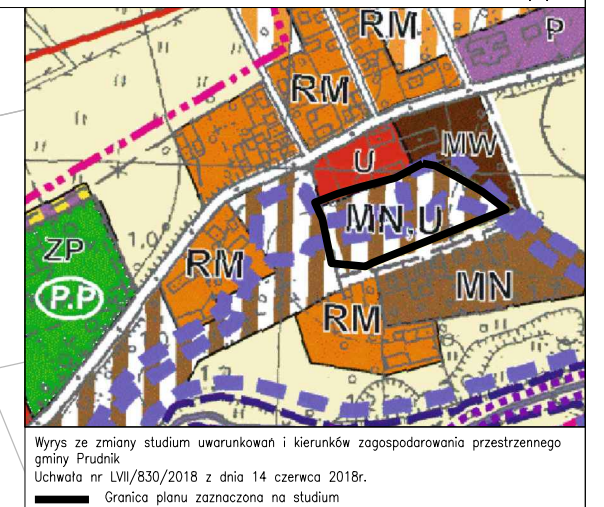 RM
P
RM
U
MW
MN,U
ZP
P.P
RM
MN
RM
Wyrys ze zmiany studium uwarunkowań i kierunków zagospodarowania przestrzennego
gminy Prudnik
Uchwała nr LVII/830/2018 z dnia 14 czerwca 2018r.
Granica planu zaznaczona na studium